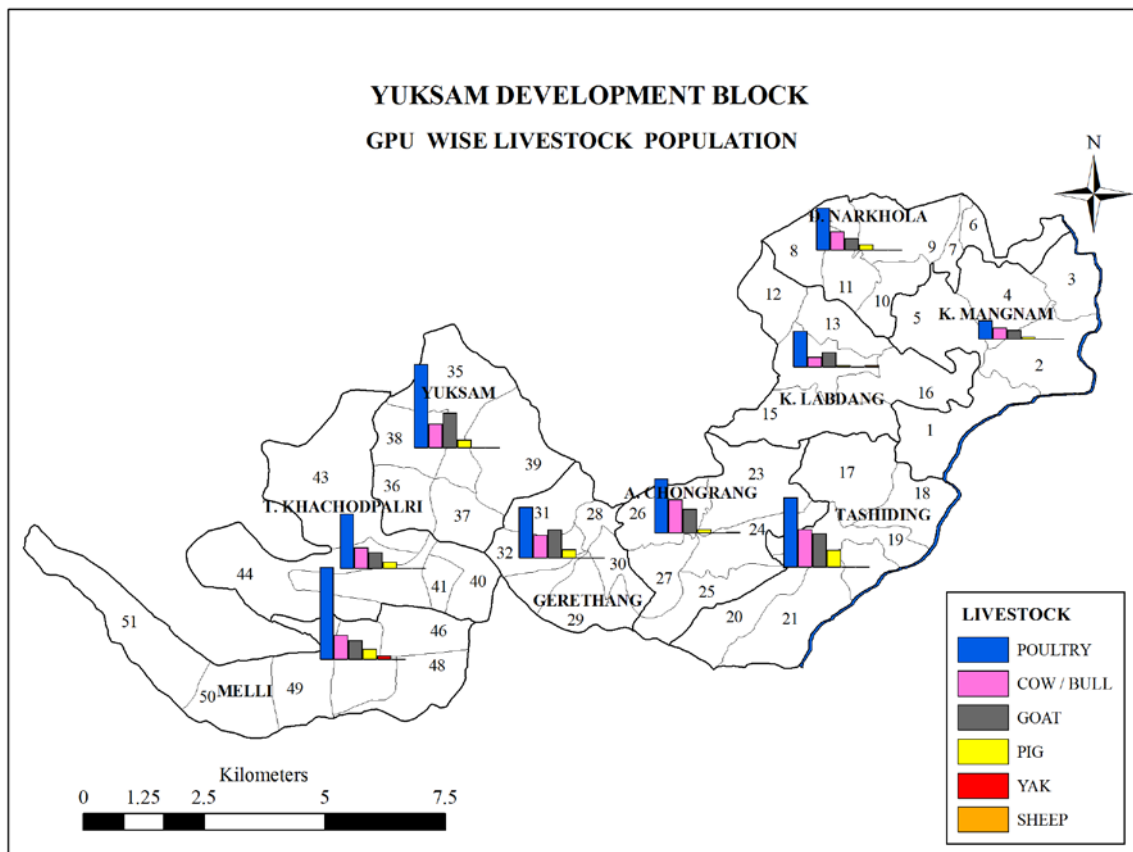 YUKSAM DEVELOPMENT BLOCK
GPU WISE LIVESTOCK POPULATION
N
D. NARKHOLA
6
8
9
7
3
12
11
10
4
5
K. MANGNAM
13
2
35
YUKSAM
K. LABDANG
16
15
1
38
43
39
23
17
36
A. CHONGRANG
18
T. KHACHODPALRI
37
31
28
26
24
TASHIDING
32
19
44
30
27
41
40
GERETHANG
25
29
20
21
51
46
48
50
MELLI
49
LIVESTOCK
POULTRY
COW / BULL
GOAT
PIG
YAK
SHEEP
Kilometers
0 1.25 2.5 5 7.5